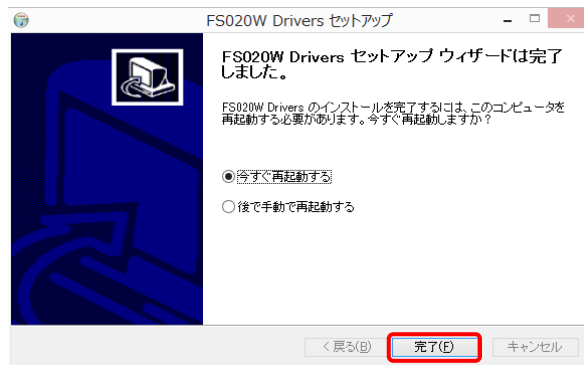 FS020W Drivers セットアップ
FS020W Drivers セットアップ ウィザードは完了
しました。
FS020W Drivers のインストールを完了するには、このコンピュータを
再起動する必要があります。今すぐ再起動しますか？
今すぐ再起動する
後で手動で再起動する
< 戻る(B)
完了(F)
キャンセル